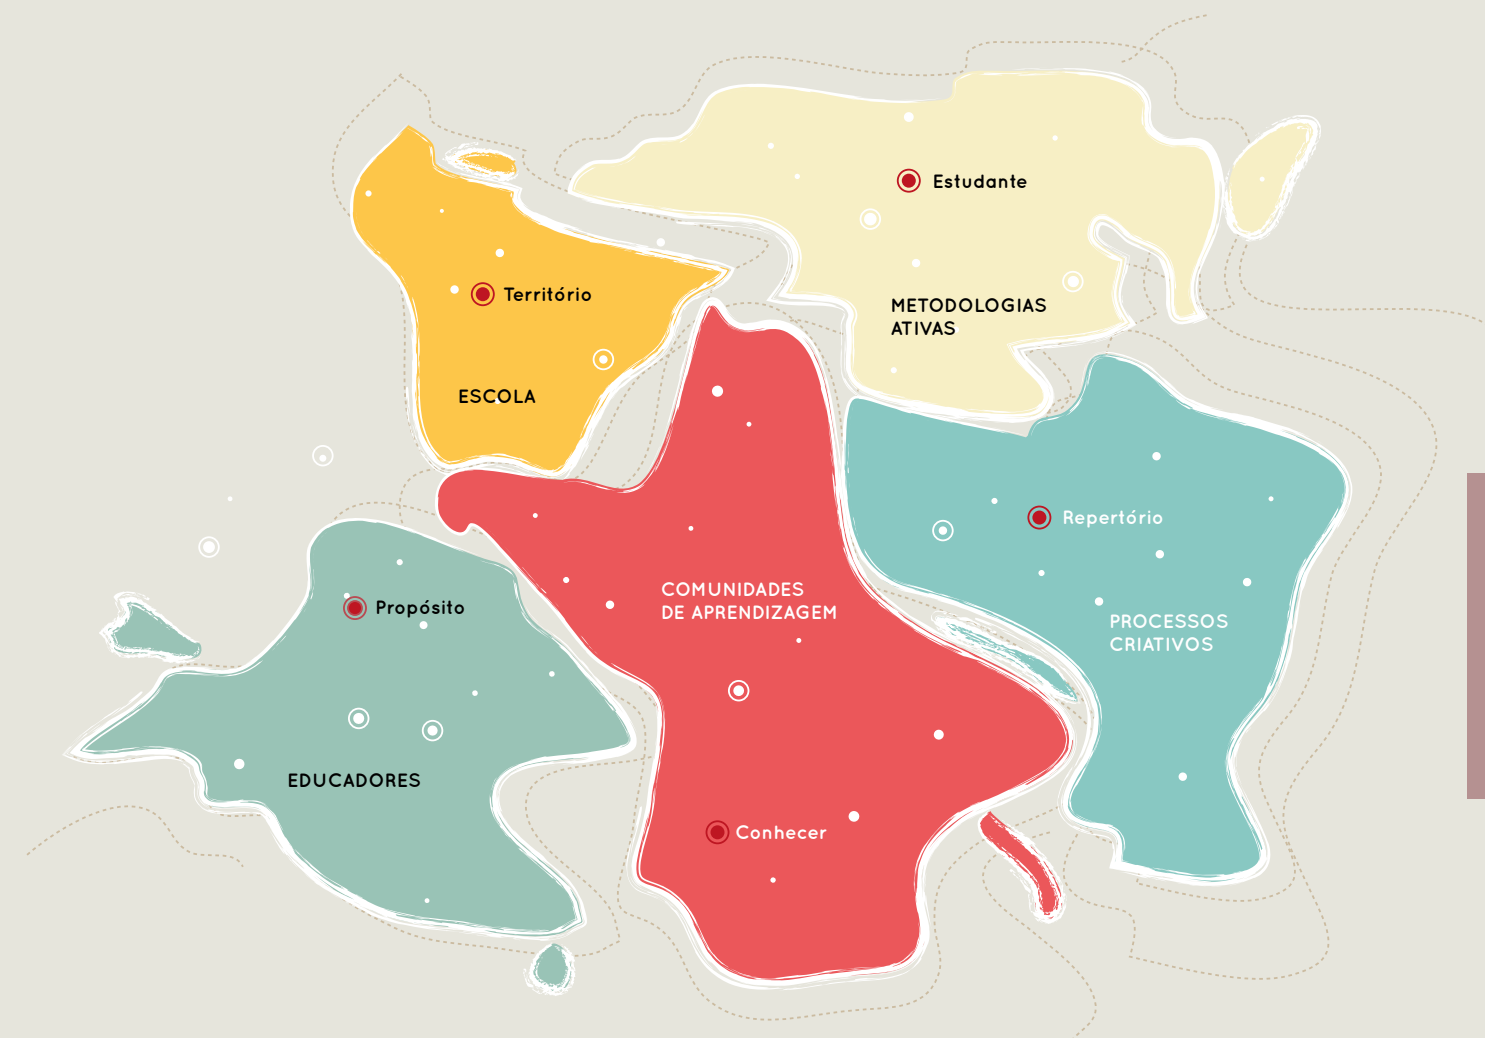 Estudante
Território
METODOLOGIAS
ATIVAS
ESCOLA
Repertório
COMUNIDADES
DE APRENDIZAGEM
Propósito
PROCESSOS
CRIATIVOS
EDUCADORES
Conhecer